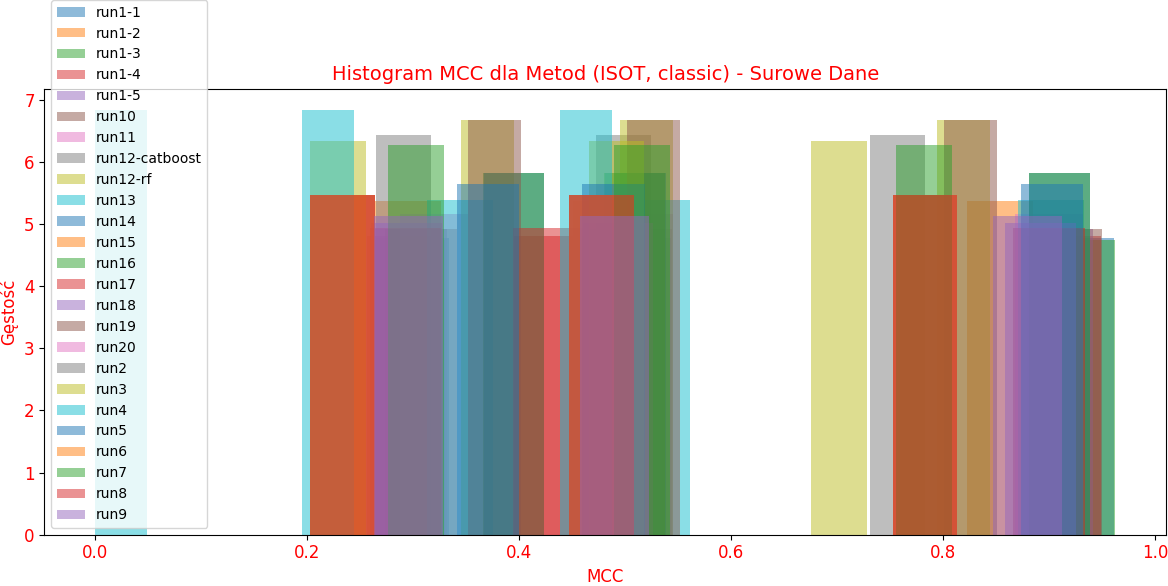 run1-1
run1-2
run1-3
run1-4
run1-5
run10
run11
run12-catboost
run12-rf
run13
run14
run15
run16
run17
run18
run19
run20
run2
run3
run4
run5
run6
run7
run8
run9
Histogram MCC dla Metod (ISOT, classic) - Surowe Dane
Gęstość
7
6
5
4
3
2
1
0
0.0 0.2 0.4 0.6 0.8 1.0
MCC